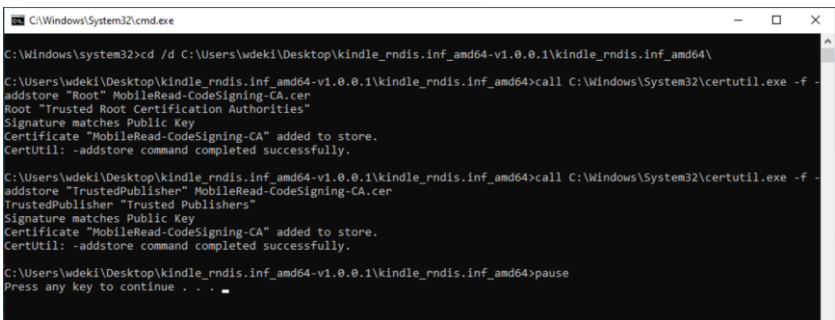 C:\Windows\System32\cmd.exe
C:\Windows\system32>cd /d C:\Users\wdeki\Desktop\kindle_rndis.inf_amd64-v1.0.0.1\kindle_rndis.inf_amd64\
C:\Users\wdeki\Desktop\kindle_rndis.inf_amd64-v1.0.0.1\kindle_rndis.inf_amd64>call C:\Windows\System32\certutil.exe -f -
addstore "Root" MobileRead-CodeSigning-CA.cer
Root "Trusted Root Certification Authorities"
Signature matches Public Key
Certificate "MobileRead-CodeSigning-CA" added to store.
CertUtil: -addstore command completed successfully.
C:\Users\wdeki\Desktop\kindle_rndis.inf_amd64-v1.0.0.1\kindle_rndis.inf_amd64>call C:\Windows\System32\certutil.exe -f -
addstore "TrustedPublisher" MobileRead-CodeSigning-CA.cer
TrustedPublisher "Trusted Publishers"
Signature matches Public Key
Certificate "MobileRead-CodeSigning-CA" added to store.
CertUtil: -addstore command completed successfully.
C:\Users\wdeki\Desktop\kindle_rndis.inf_amd64-v1.0.0.1\kindle_rndis.inf_amd64>pause
Press any key to continue . . .